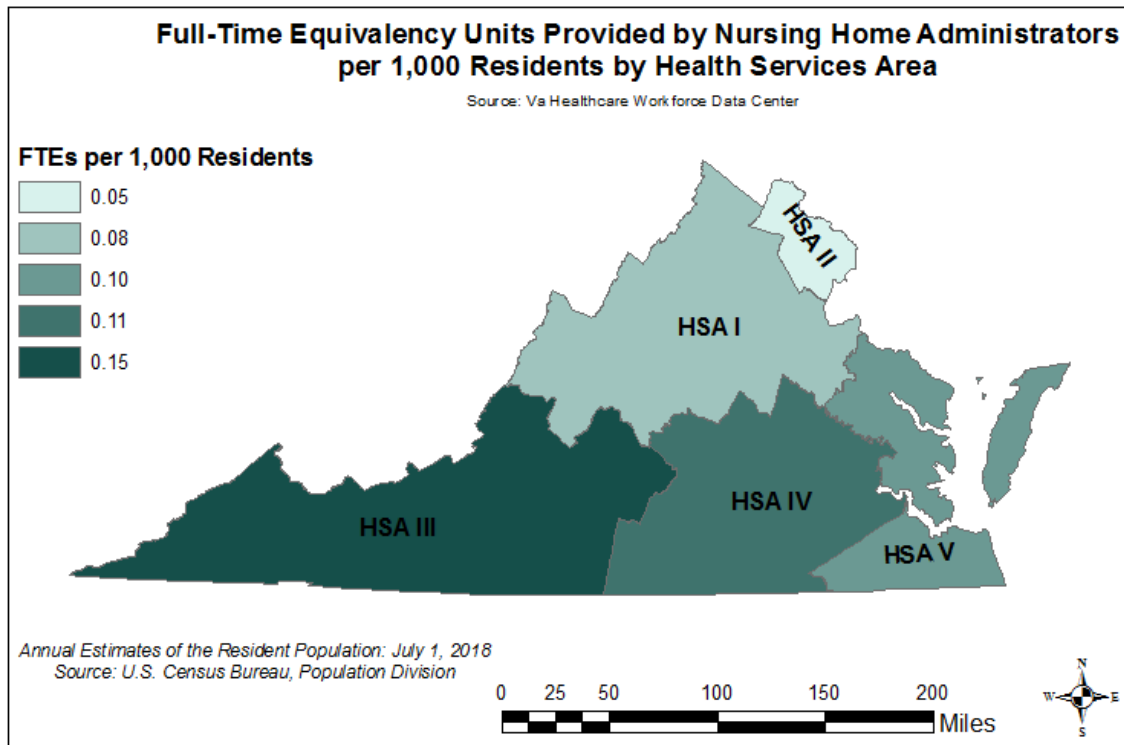 Full-Time Equivalency Units Provided by Nursing Home Administrators
per 1,000 Residents by Health Services Area
Source: Va Healthcare Workforce Data Center
FTEs per 1,000 Residents
0.05
0.08
0.10
0.11
0.15
HSA II
HSA I
HSA III
HSA IV
HSA V
Annual Estimates of the Resident Population: July 1, 2018
Source: U.S. Census Bureau, Population Division
0 25 50 100 150 200
Miles
N
W E
S